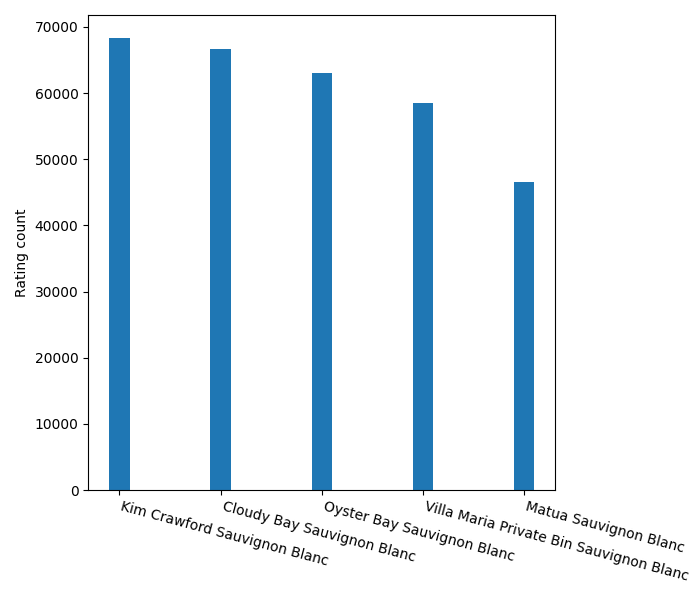 70000
60000
50000
40000
30000
20000
10000
0
Rating count
Kim Crawford Sauvignon Blanc
Cloudy Bay Sauvignon Blanc
Oyster Bay Sauvignon Blanc
Villa Maria Private Bin Sauvignon Blanc
Matua Sauvignon Blanc